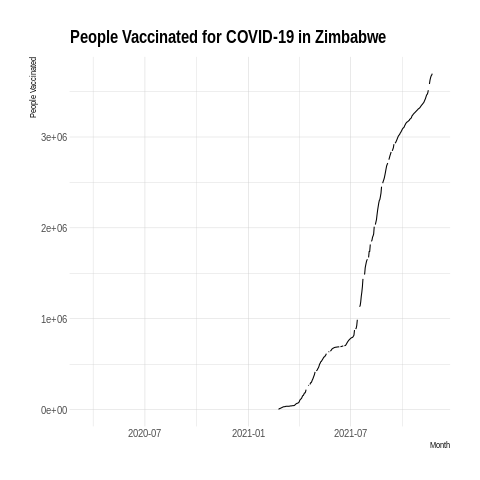 People Vaccinated for COVID-19 in Zimbabwe
People Vaccinated
3e+06
2e+06
1e+06
0e+00
2020-07 2021-01 2021-07
Month